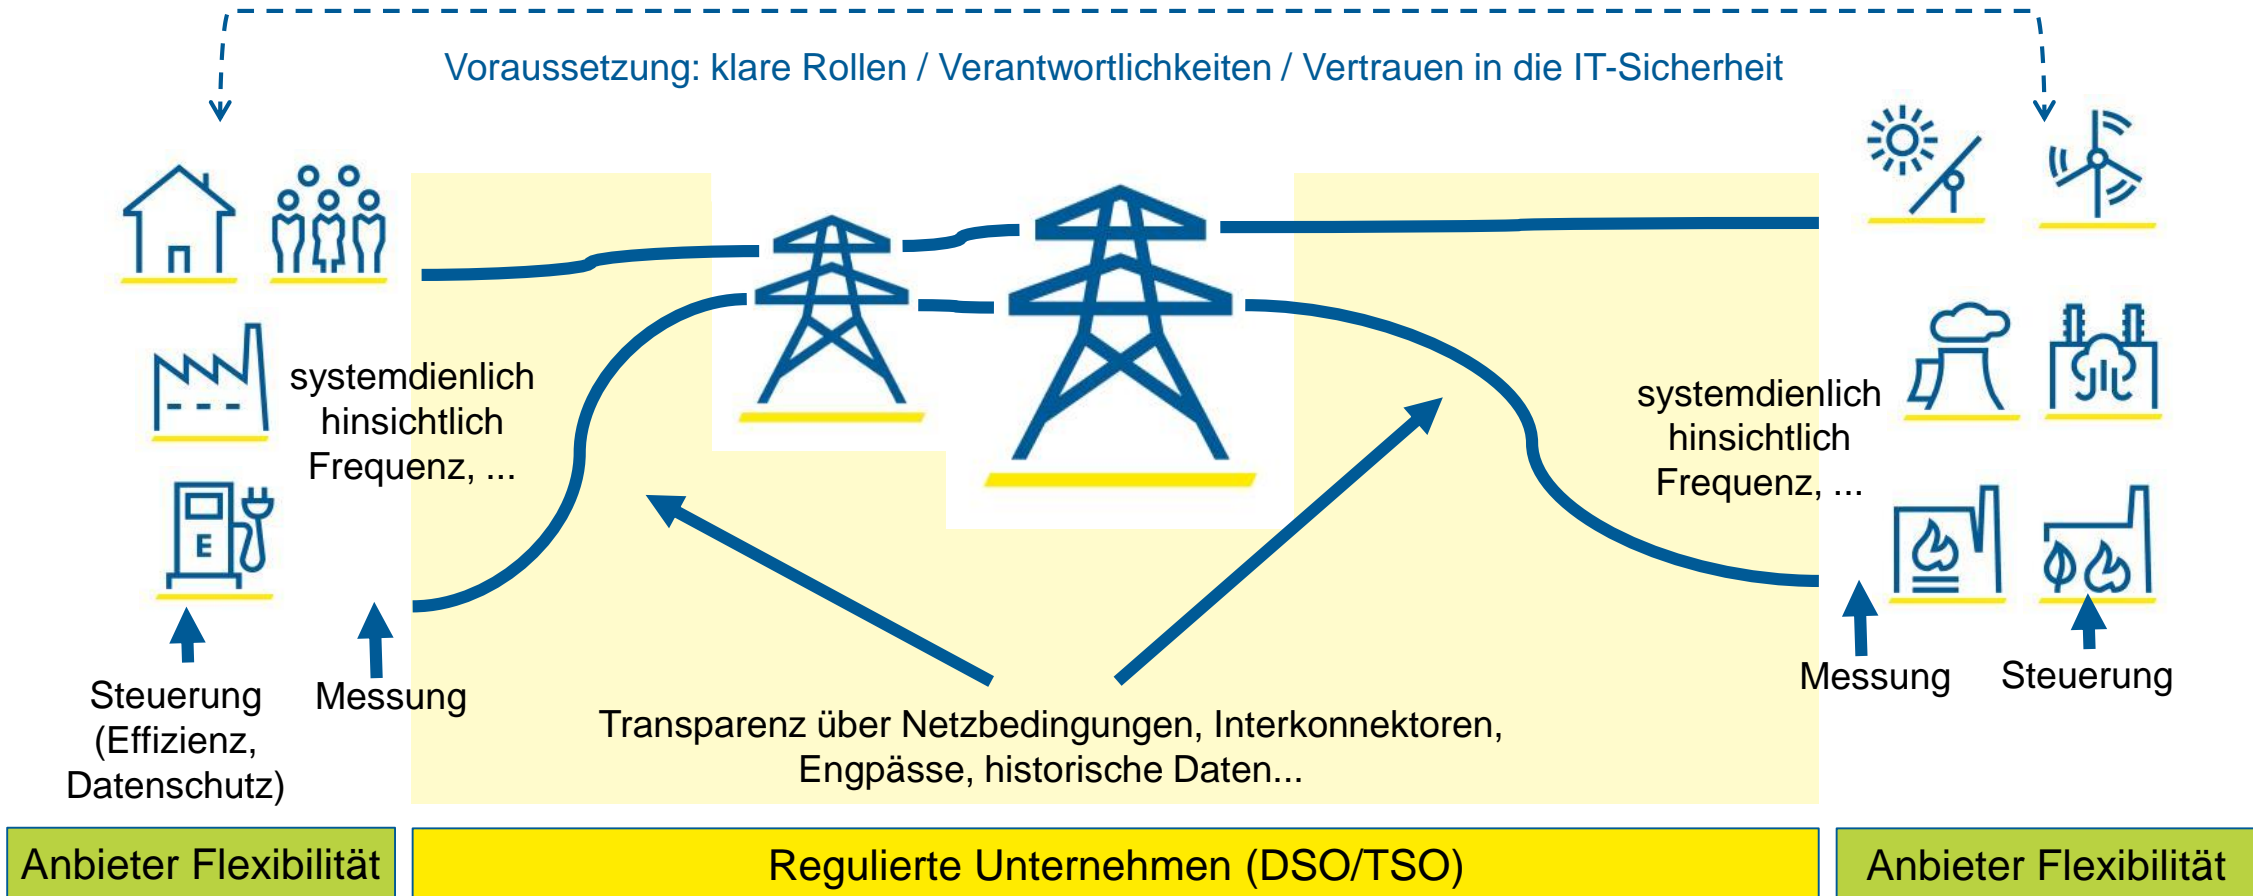 Voraussetzung: klare Rollen / Verantwortlichkeiten / Vertrauen in die IT-Sicherheit
systemdienlich
hinsichtlich
Frequenz, ...
systemdienlich
hinsichtlich
Frequenz, ...
E
Steuerung
(Effizienz,
Datenschutz)
Messung
Transparenz über Netzbedingungen, Interkonnektoren,
Engpässe, historische Daten...
Messung
Steuerung
Anbieter Flexibilität
Regulierte Unternehmen (DSO/TSO)
Anbieter Flexibilität